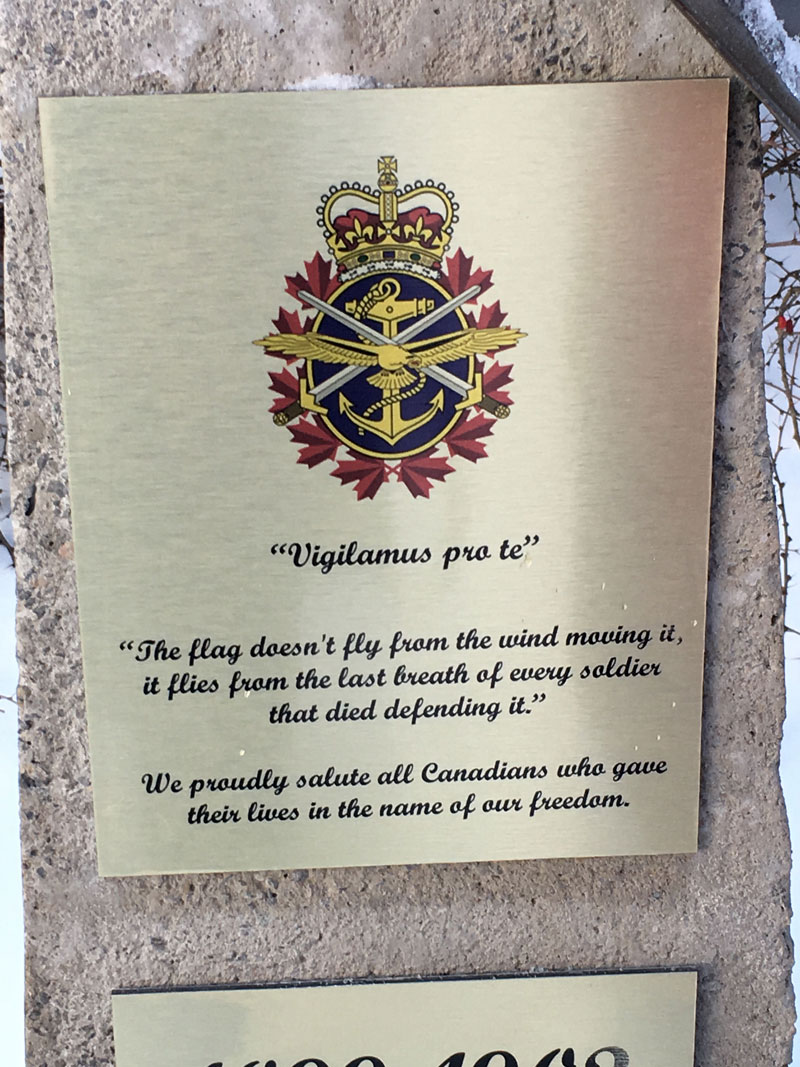 “Vigilamus pro te”
“The flag doesn't fly from the wind moving it,
it flies from the last breath of every soldier
that died defending it.”
We proudly salute all Canadians who gave
their lives in the name of our freedom.